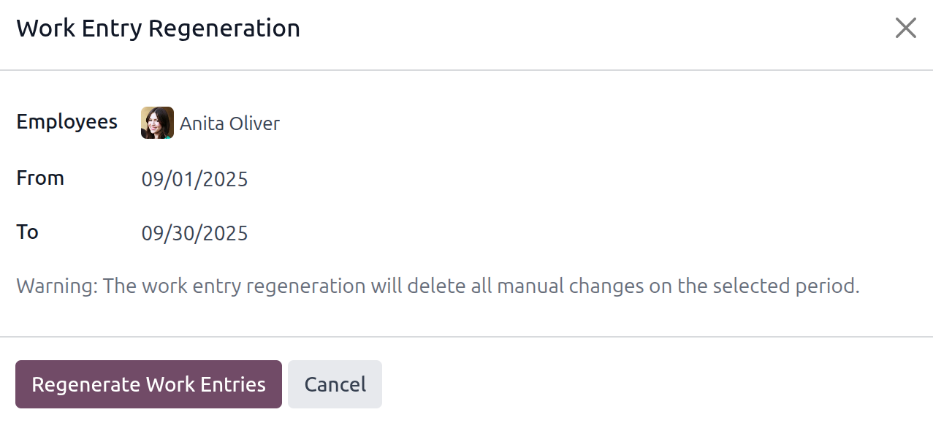 Work Entry Regeneration
Employees Anita Oliver
From 09/01/2025
To 09/30/2025
Warning: The work entry regeneration will delete all manual changes on the selected period.
Regenerate Work Entries Cancel